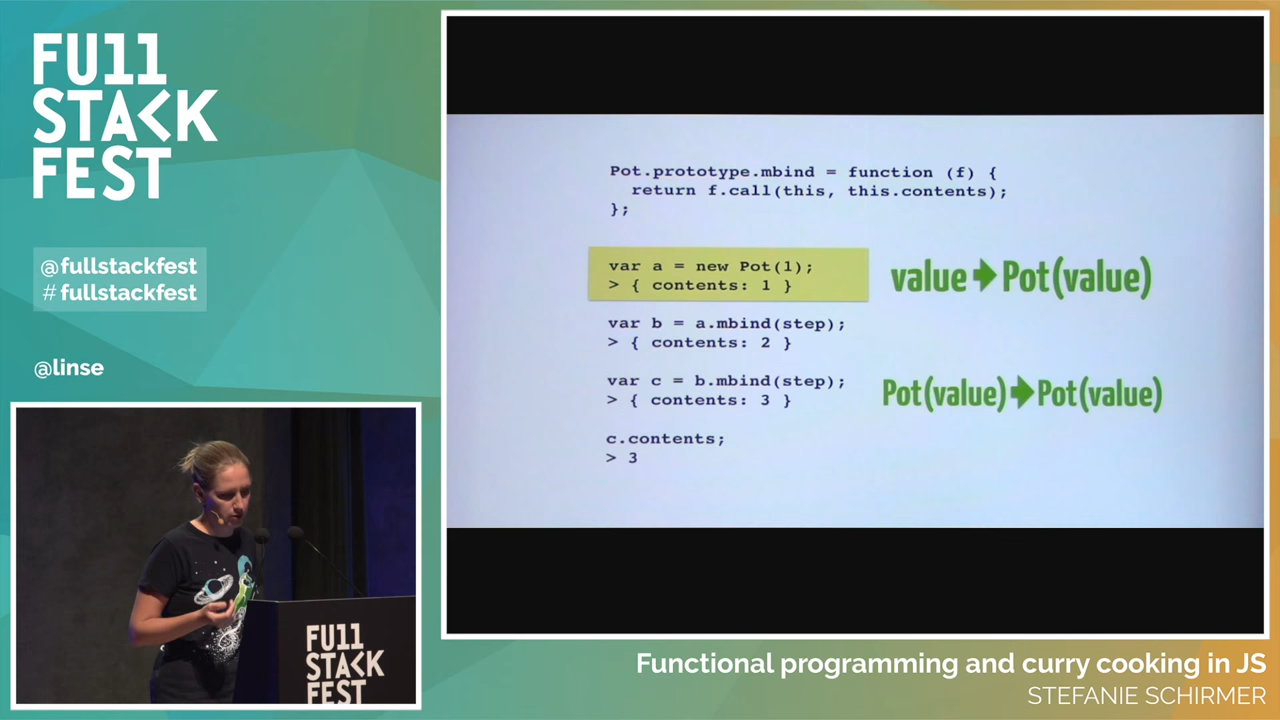 FU11
STACK
FEST
@fullstackfest
# fullstackfest
@linse
Pot.prototype.mbind = function (f) {
return f.call(this, this.contents);
};
var a = new Pot(1);
> { contents: 1 }
value Pot(value)
var b = a.mbind(step);
> { contents: 2 }
var c = b.mbind(step);
> { contents: 3 }
Pot(value) Pot(value)
c.contents;
> 3
FU11
STACK
FEST
Functional programming and curry cooking in JS
STEFANIE SCHIRMER